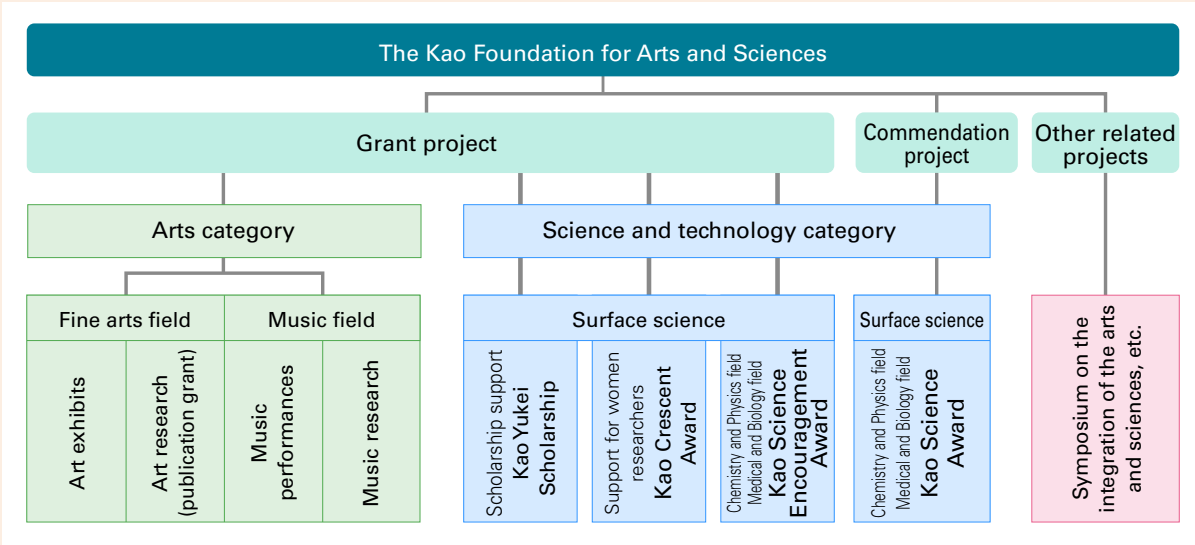 The Kao Foundation for Arts and Sciences
Grant project
Commendation
project
Other related
projects
Arts category
Science and technology category
Fine arts field
Music field
Surface science
Surface science
Art exhibits
Art research
(publication grant)
Music
performances
Music research
Scholarship support
Kao Yukei
Scholarship
Support for women
researchers
Kao Crescent
Award
Chemistry and Physics field
Medical and Biology field
Kao Science
Encouragement
Award
Chemistry and Physics field
Medical and Biology field
Kao Science
Award
Symposium on the
integration of the arts
and sciences, etc.